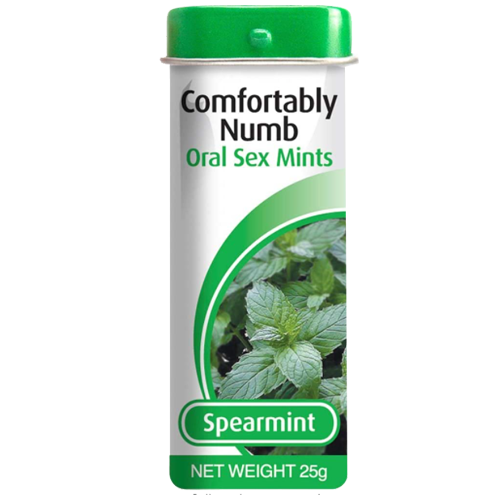 Comfortably
Numb
Oral Sex Mints
Spearmint
NET WEIGHT 25g